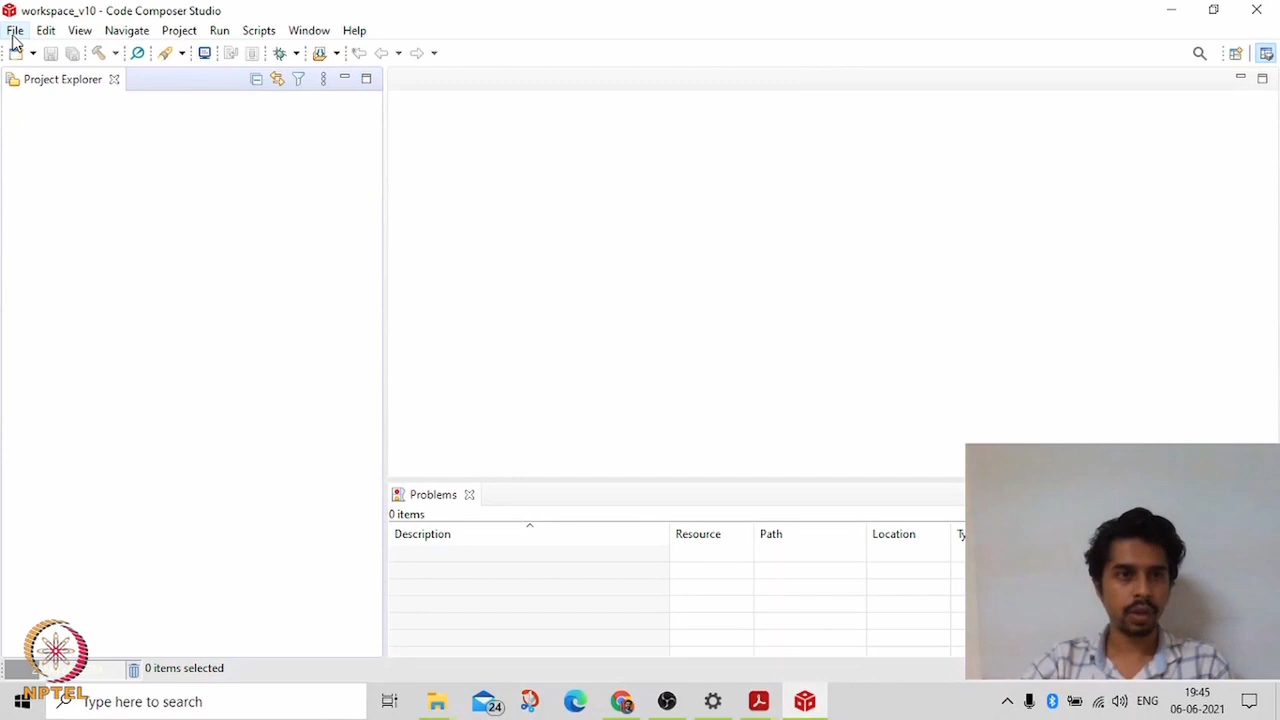 workspace_v10 - Code Composer Studio
File Edit View Navigate Project Run Scripts Window Help
Project Explorer
Problems
0 items
Description Resource Path Location
0 items selected
NPTEL
Type here to search
24
ENG
19:45
06-06-2021